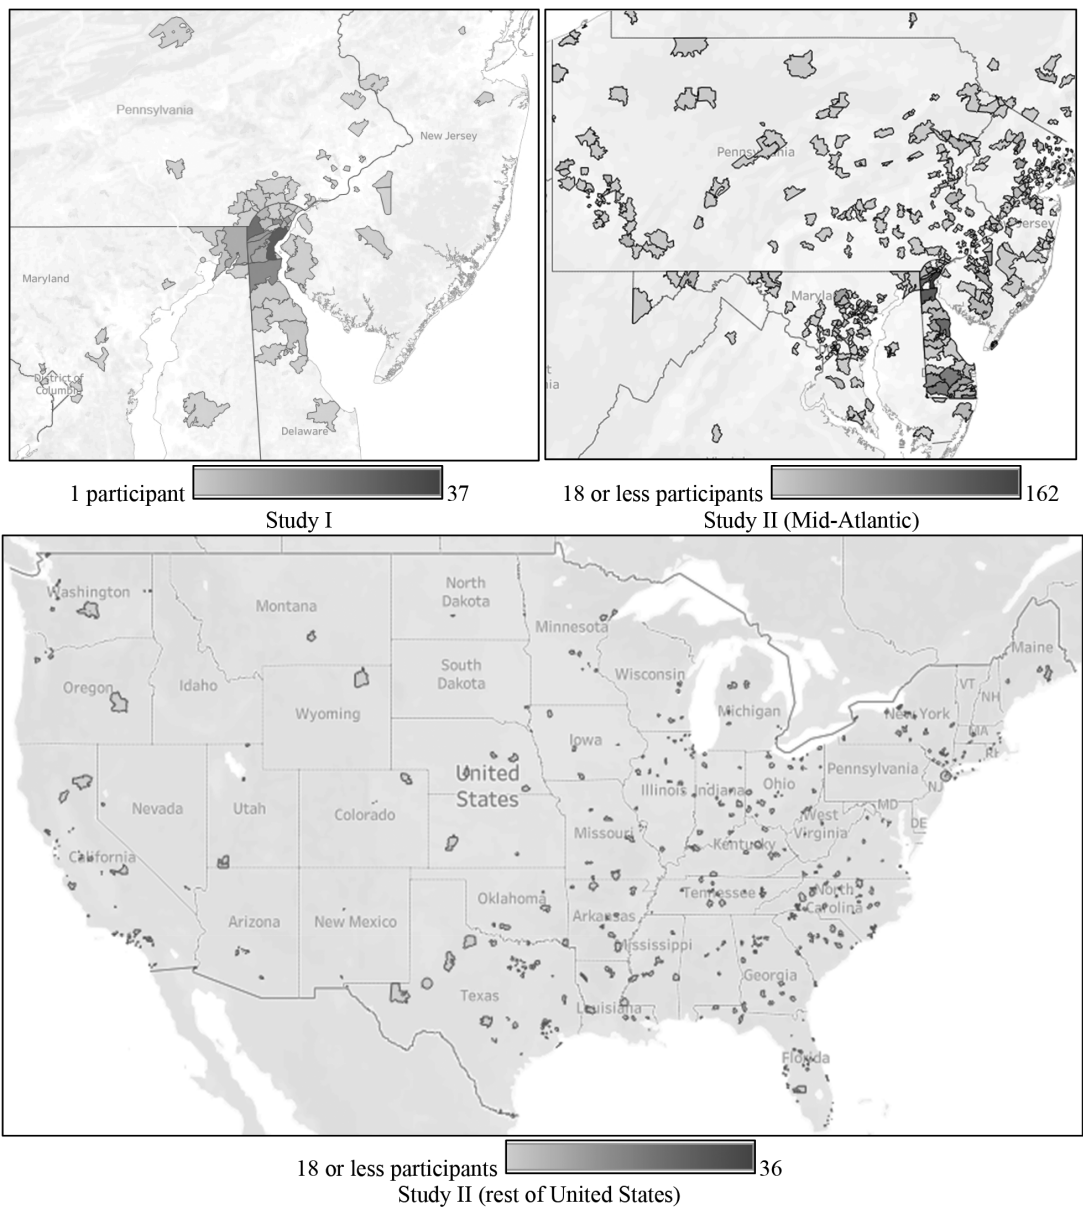 Pennsylvania
New Jersey
Maryland
District of
Columbia
Delaware
1 participant
37
Study I
Pennsylvania
Jersey
Maryland
18 or less participants
162
Study II (Mid-Atlantic)
Washington
Montana
North
Dakota
Minnesota
Maine
Oregon
Idaho
South
Dakota
Wisconsin
VT
NH
Wyoming
Michigan
New York
MA
Iowa
RI
United
States
Illinois
Indiana
Ohio
Pennsylvania
NJ
Nevada
Utah
Colorado
Missouri
Kentucky
West
Virginia
MD
DE
California
Arizona
New Mexico
Oklahoma
Arkansas
Tennessee
North
Carolina
Mississippi
Georgia
Texas
Louisiana
Florida
18 or less participants
36
Study II (rest of United States)